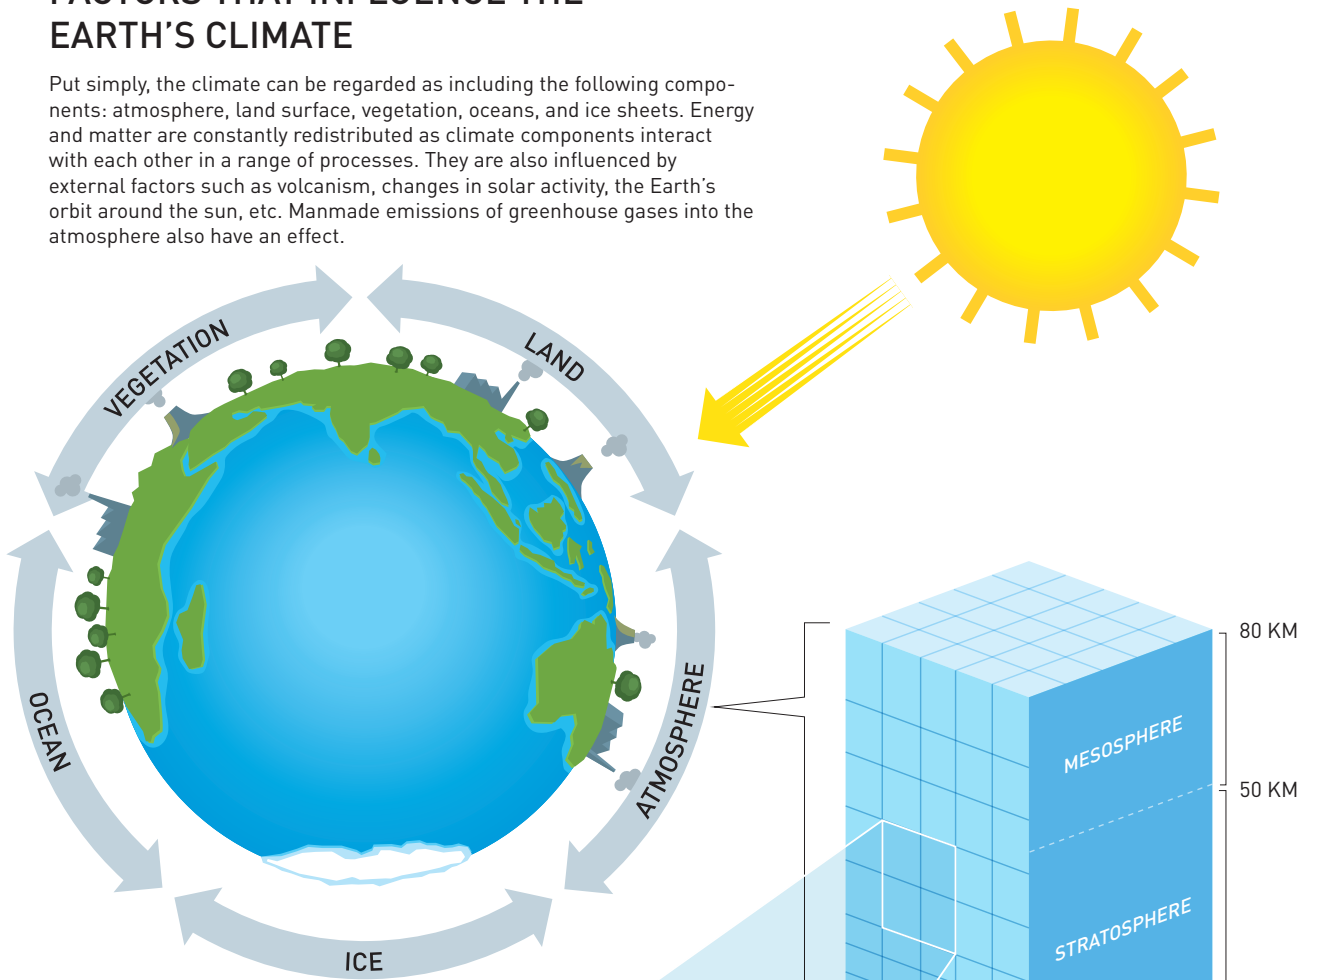 FACTORS THAT INFLUENCE THE
EARTH’S CLIMATE
Put simply, the climate can be regarded as including the following compo-
nents: atmosphere, land surface, vegetation, oceans, and ice sheets. Energy
and matter are constantly redistributed as climate components interact
with each other in a range of processes. They are also influenced by
external factors such as volcanism, changes in solar activity, the Earth’s
orbit around the sun, etc. Manmade emissions of greenhouse gases into the
atmosphere also have an effect.
VEGETATION
LAND
OCEAN
ATMOSPHERE
ICE
80 KM
MESOSPHERE
50 KM
STRATOSPHERE